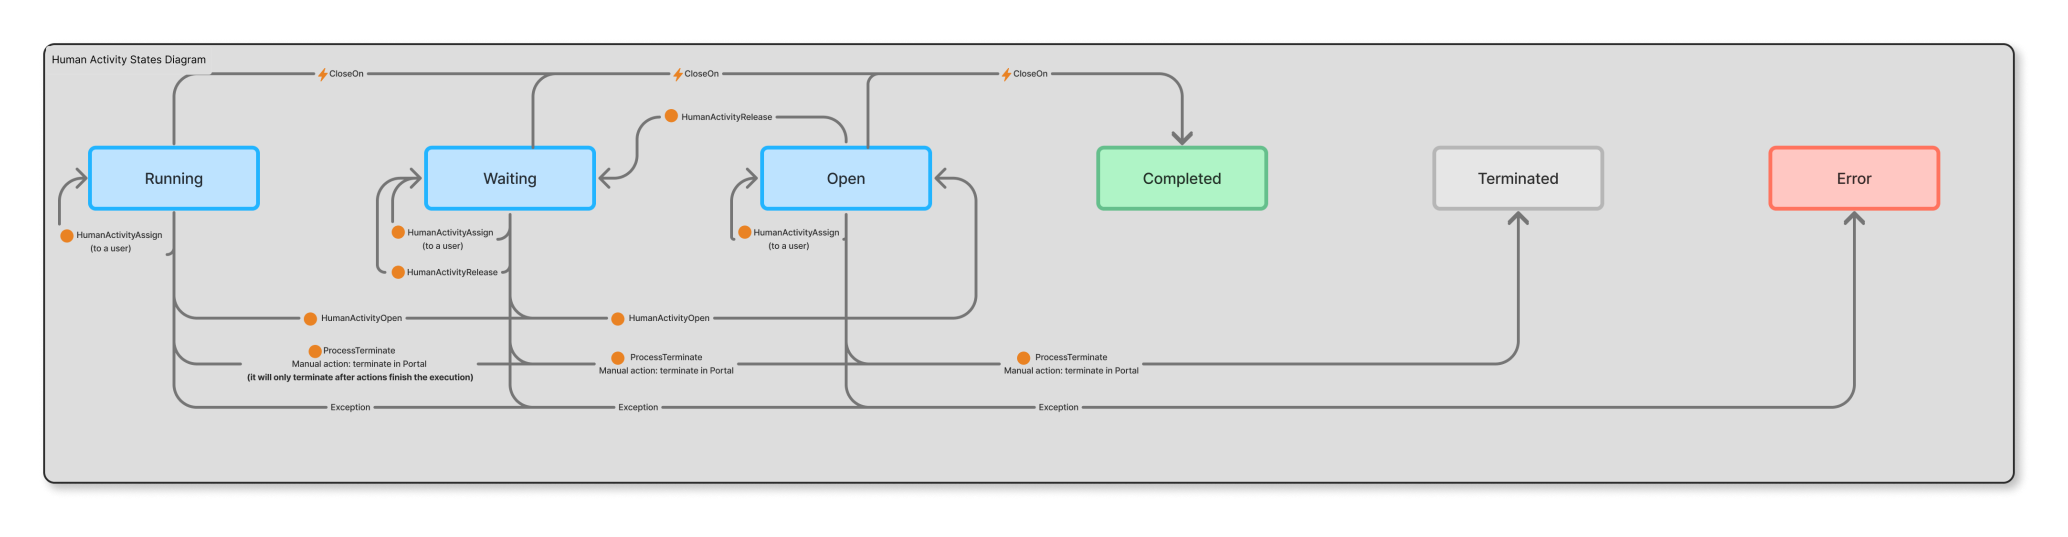 Human Activity States Diagram
CloseOn
CloseOn
CloseOn
HumanActivityRelease
Running
Waiting
Open
Completed
Terminated
Error
HumanActivityAssign
(to a user)
HumanActivityAssign
(to a user)
HumanActivityAssign
(to a user)
HumanActivityRelease
HumanActivityOpen
HumanActivityOpen
ProcessTerminate
Manual action: terminate in Portal
(it will only terminate after actions finish the execution)
ProcessTerminate
Manual action: terminate in Portal
ProcessTerminate
Manual action: terminate in Portal
Exception
Exception
Exception